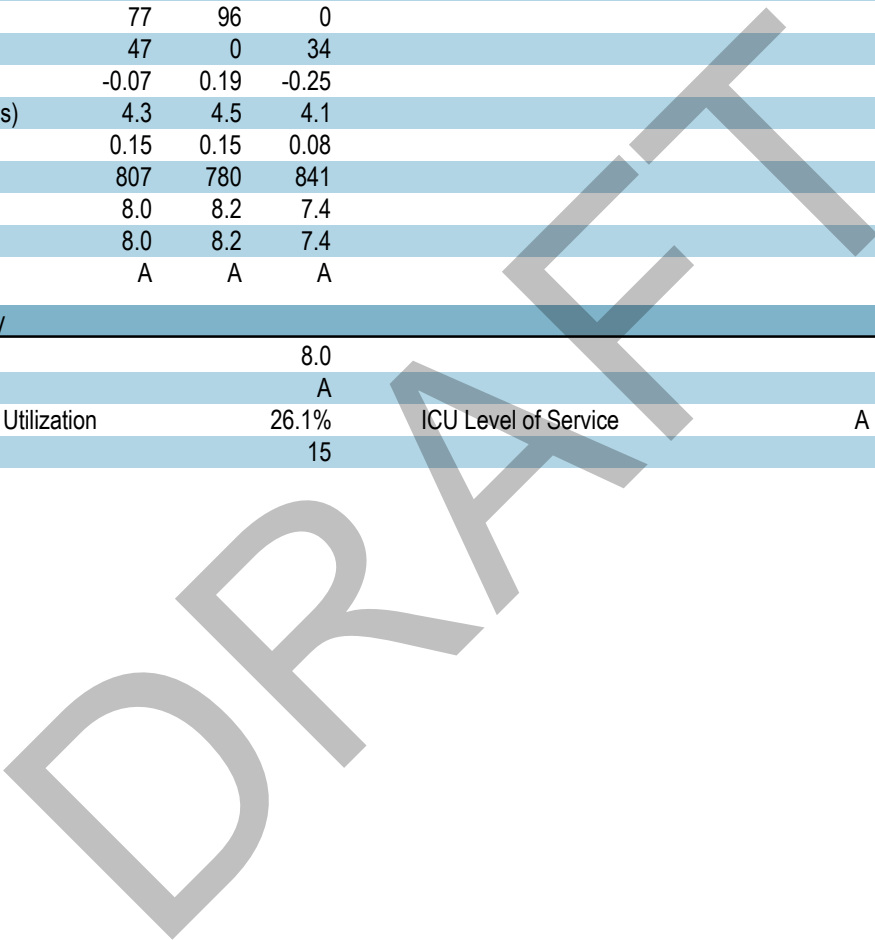 77 96 0
47 0 34
-0.07 0.19 -0.25
s) 4.3 4.5 4.1
0.15 0.15 0.08
807 780 841
8.0 8.2 7.4
8.0 8.2 7.4
A A A
y
8.0
A
Utilization 26.1% ICU Level of Service A
15
DRAFT